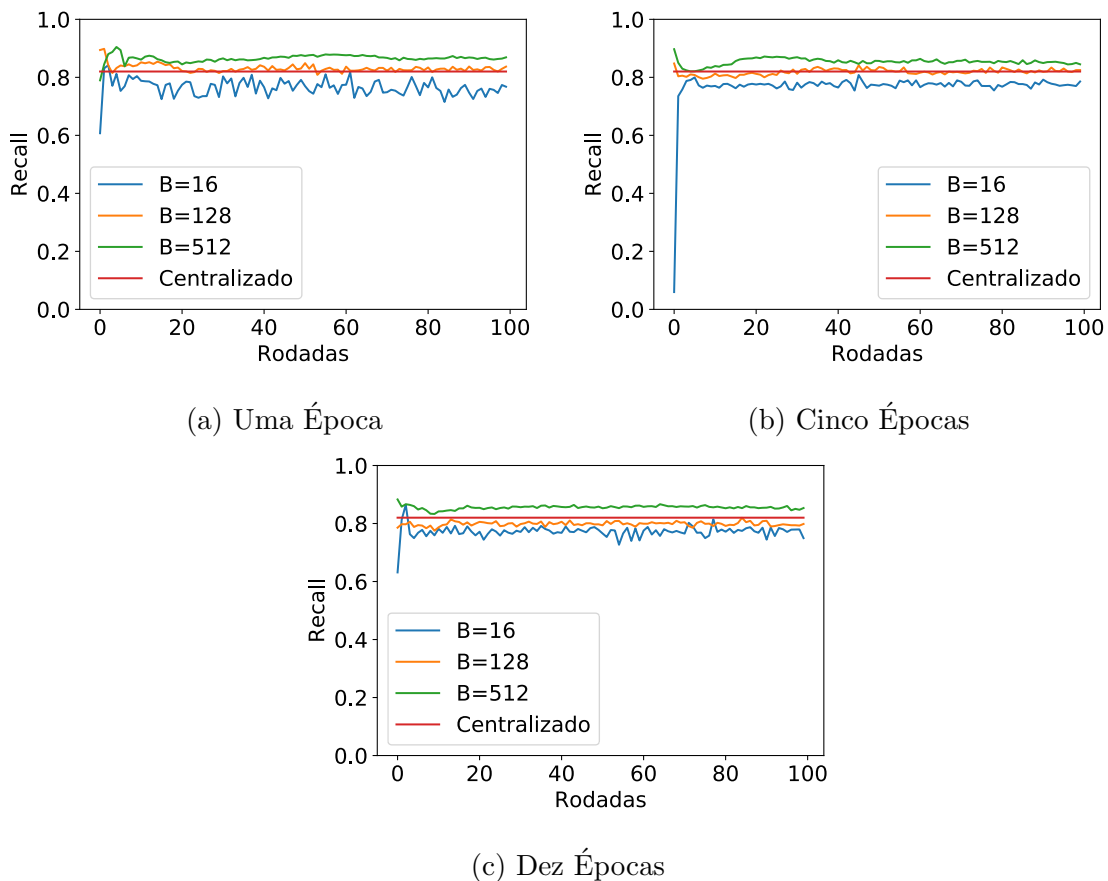 1.0
0.8
0.6
0.4
0.2
0.0
Recall
B=16
B=128
B=512
Centralizado
0 20 40 60 80 100
Rodadas
(a) Uma Época
1.0
0.8
0.6
0.4
0.2
0.0
Recall
B=16
B=128
B=512
Centralizado
0 20 40 60 80 100
Rodadas
(b) Cinco Épocas
1.0
0.8
0.6
0.4
0.2
0.0
Recall
B=16
B=128
B=512
Centralizado
0 20 40 60 80 100
Rodadas
(c) Dez Épocas